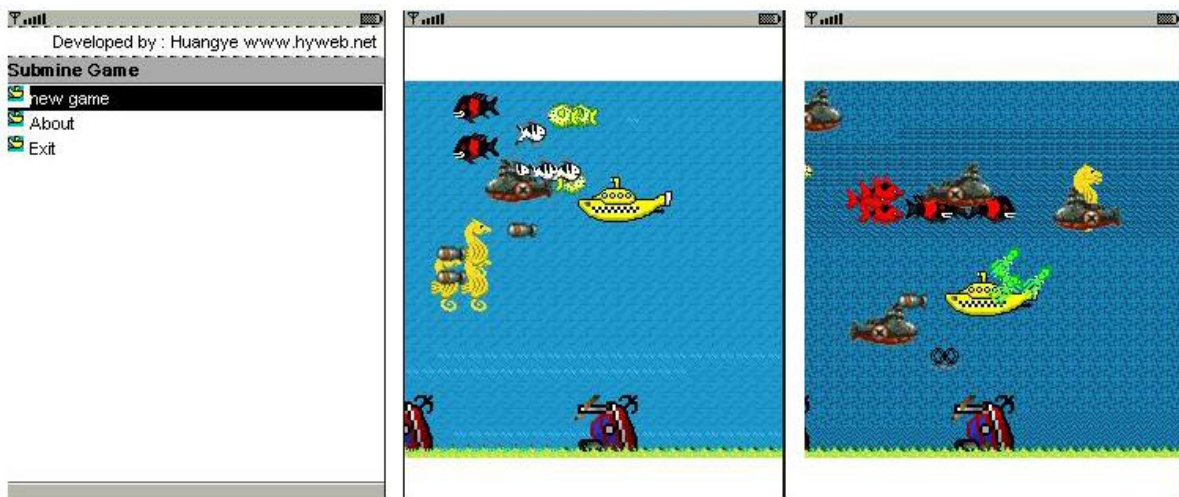 Developed by : Huangye www.hyweb.net
Submine Game
new game
About
Exit